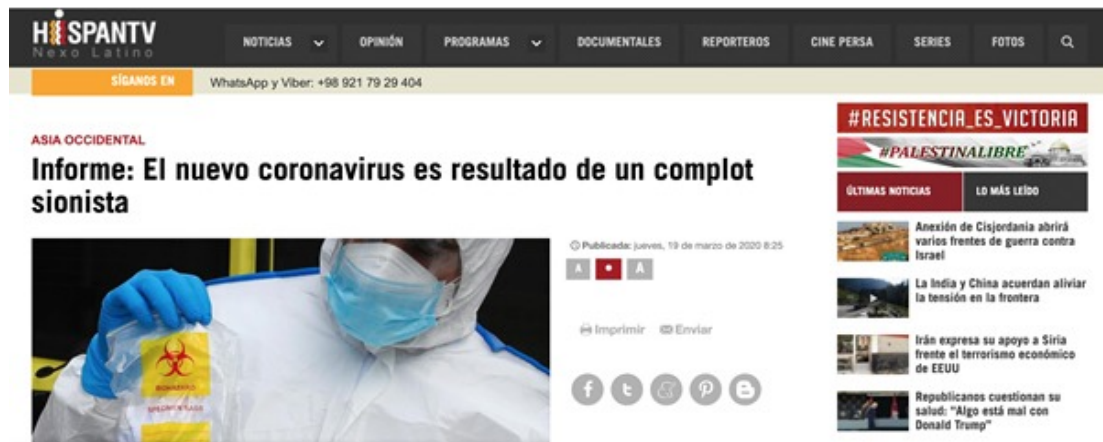 HISPANTV
Nexo Latino
NOTICIAS
OPINIÓN
PROGRAMAS
DOCUMENTALES
REPORTEROS
CINE PERSA
SERIES
FOTOS
SÍGANOS EN
WhatsApp y Viber: +98 921 79 29 404
ASIA OCCIDENTAL
Informe: El nuevo coronavirus es resultado de un complot
sionista
Publicada: jueves, 19 de marzo de 2020 8:25
A
A
Imprimir
Enviar
BIOHAZARD
#RESISTENCIA_ES_VICTORIA
#PALESTINALIBRE
ÚLTIMAS NOTICIAS
LO MÁS LEÍDO
Anexión de Cisjordania abrirá
varios frentes de guerra contra
Israel
La India y China acuerdan aliviar
la tensión en la frontera
Irán expresa su apoyo a Siria
frente el terrorismo económico
de EEUU
Republicanos cuestionan su
salud: "Algo está mal con
Donald Trump"